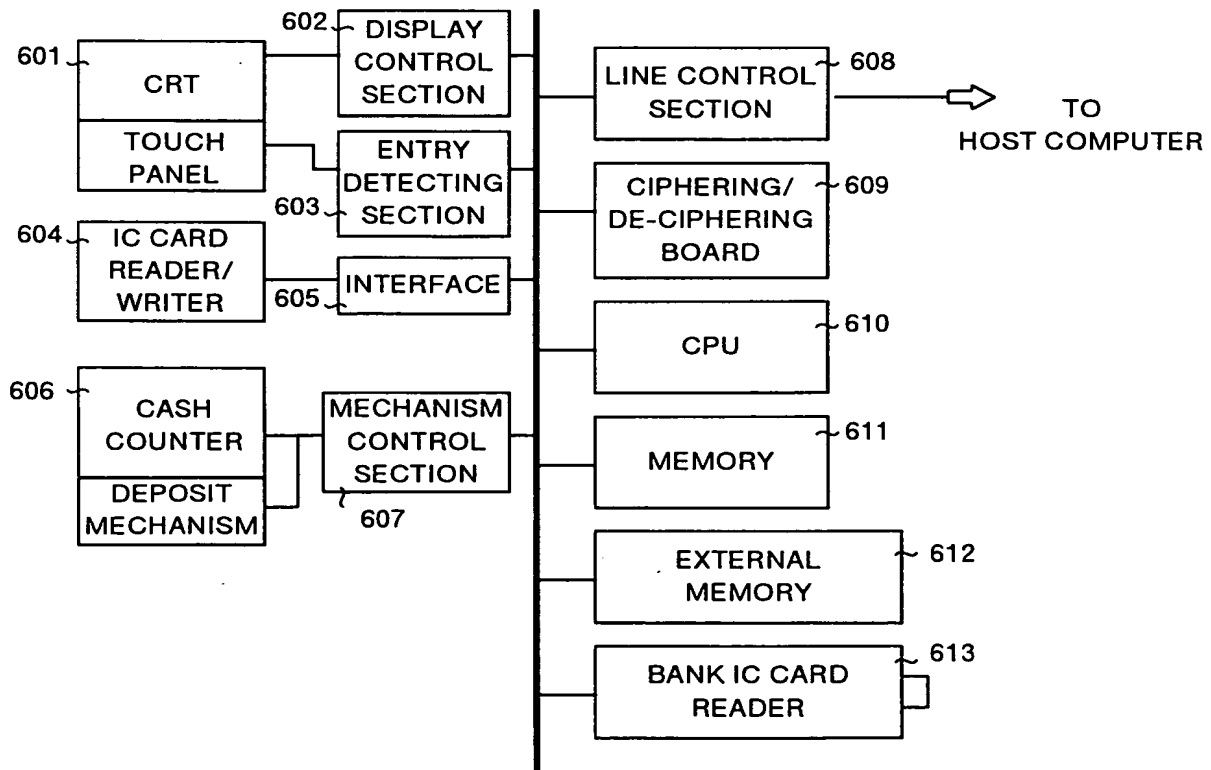 601
CRT
TOUCH
PANEL
602
DISPLAY
CONTROL
SECTION
ENTRY
DETECTING
SECTION
603
604
IC CARD
READER/
WRITER
INTERFACE
605
606
CASH
COUNTER
DEPOSIT
MECHANISM
MECHANISM
CONTROL
SECTION
607
LINE CONTROL
SECTION
608
TO
HOST COMPUTER
CIPHERING/
DE-CIPHERING
BOARD
609
CPU
610
MEMORY
611
EXTERNAL
MEMORY
612
BANK IC CARD
READER
613